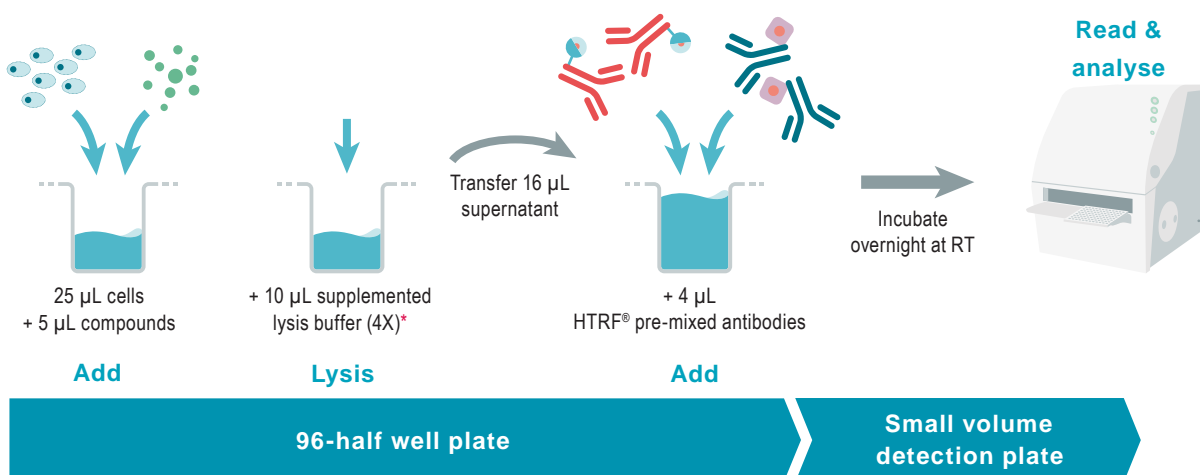 Read &
analyse
Transfer 16 µL
supernatant
Incubate
overnight at RT
25 µL cells
+ 5 µL compounds
+ 10 µL supplemented
lysis buffer (4X)*
+ 4 µL
HTRF® pre-mixed antibodies
Add
Lysis
Add
96-half well plate
Small volume
detection plate